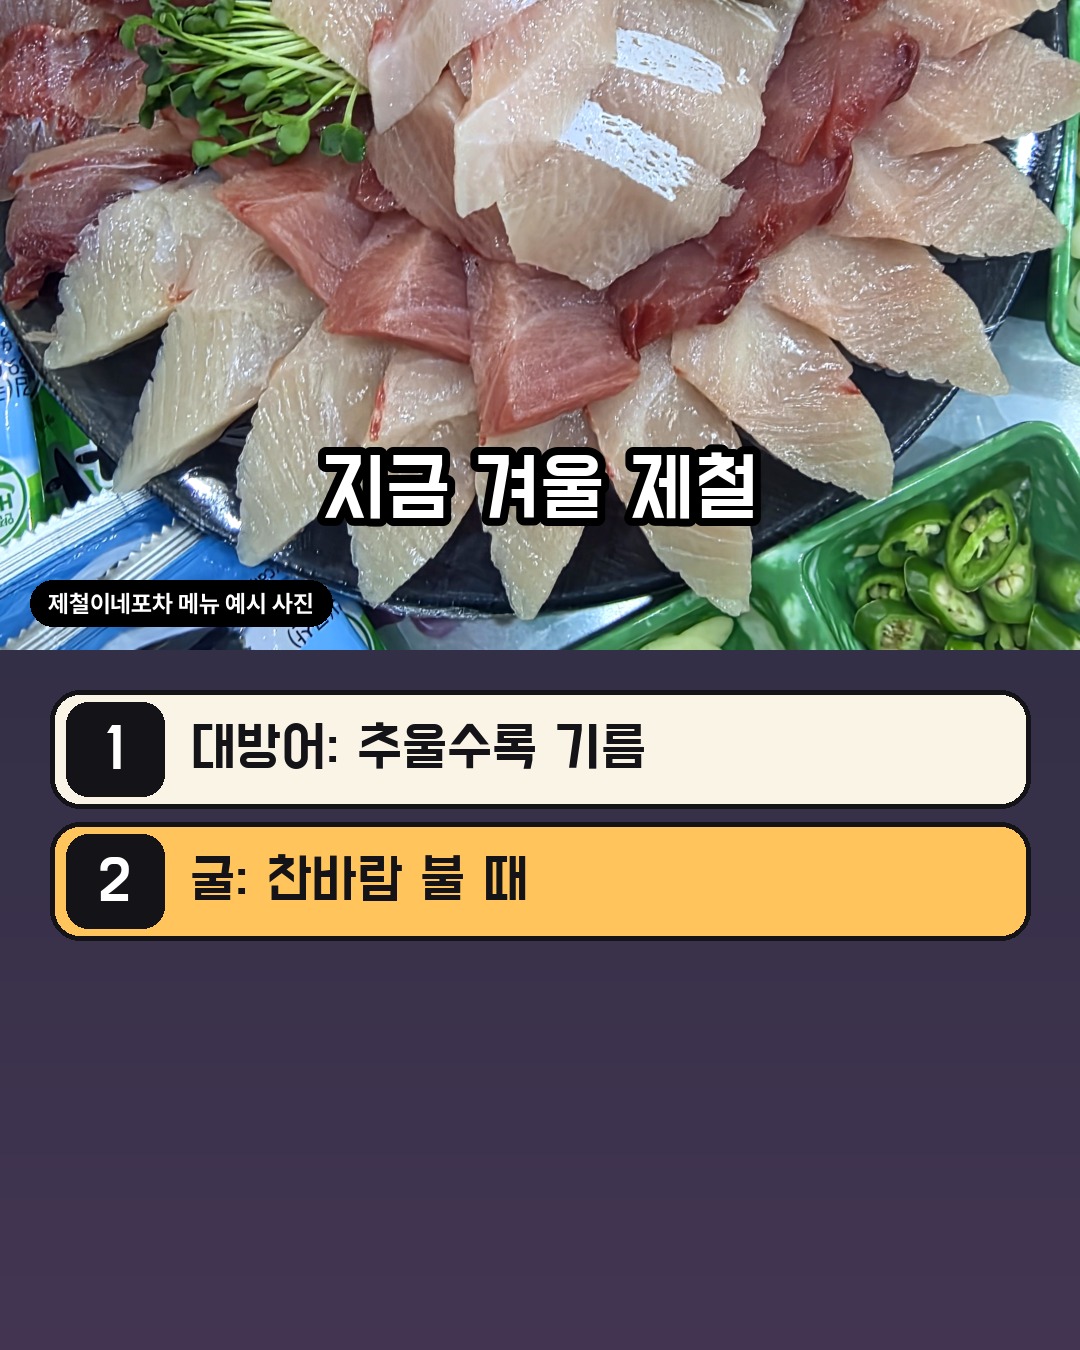 지금 겨울 제철
제철이네포차 메뉴 예시 사진
1 대방어: 추울수록 기름
2 굴: 찬바람 불 때